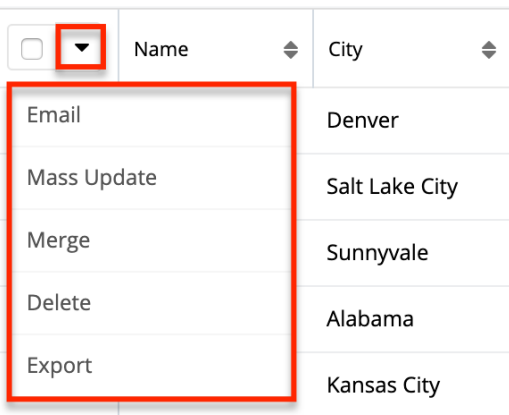 Name City
Email
Denver
Mass Update
Salt Lake City
Merge
Sunnyvale
Delete
Alabama
Export
Kansas City